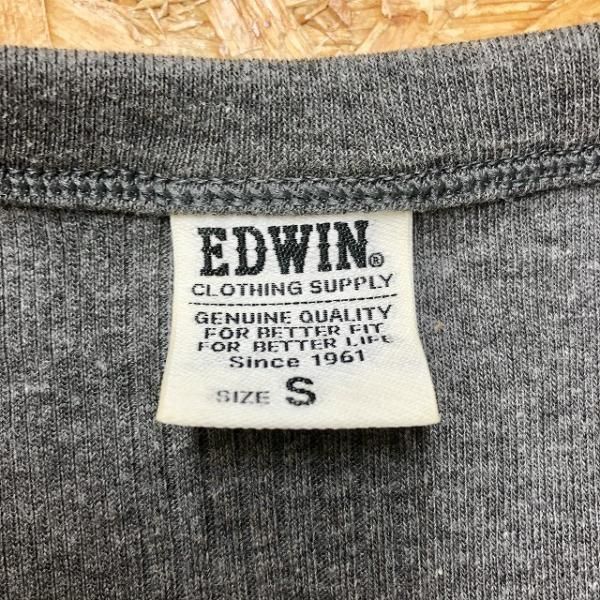 EDWIN®
CLOTHING SUPPLY
GENUINE QUALITY
FOR BETTER FIT
FOR BETTER LIFE
Since 1961
SIZE S